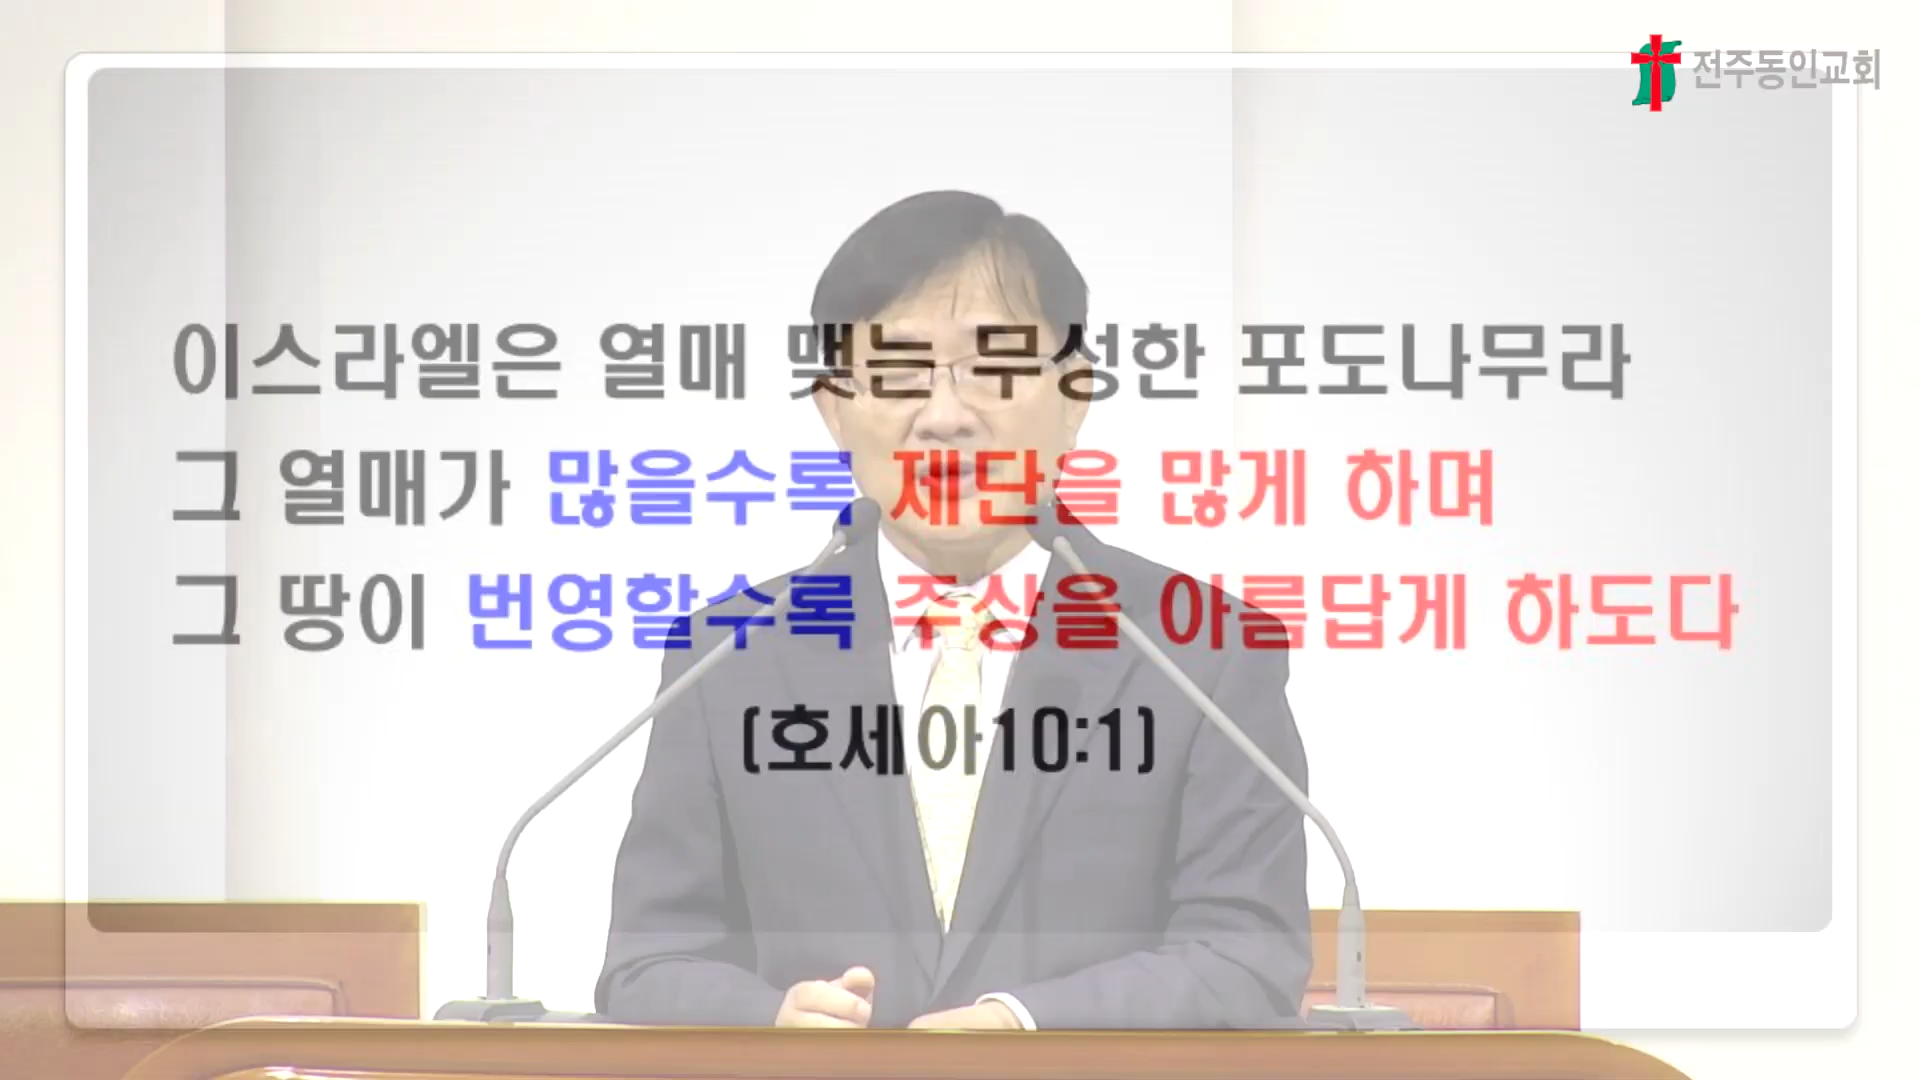 전주동인교회
이스라엘은 열매 맺는 무성한 포도나무라
그 열매가 많을수록 제단을 많게 하며
그 땅이 번영할수록 주상을 아름답게 하도다
(호세아10:1)